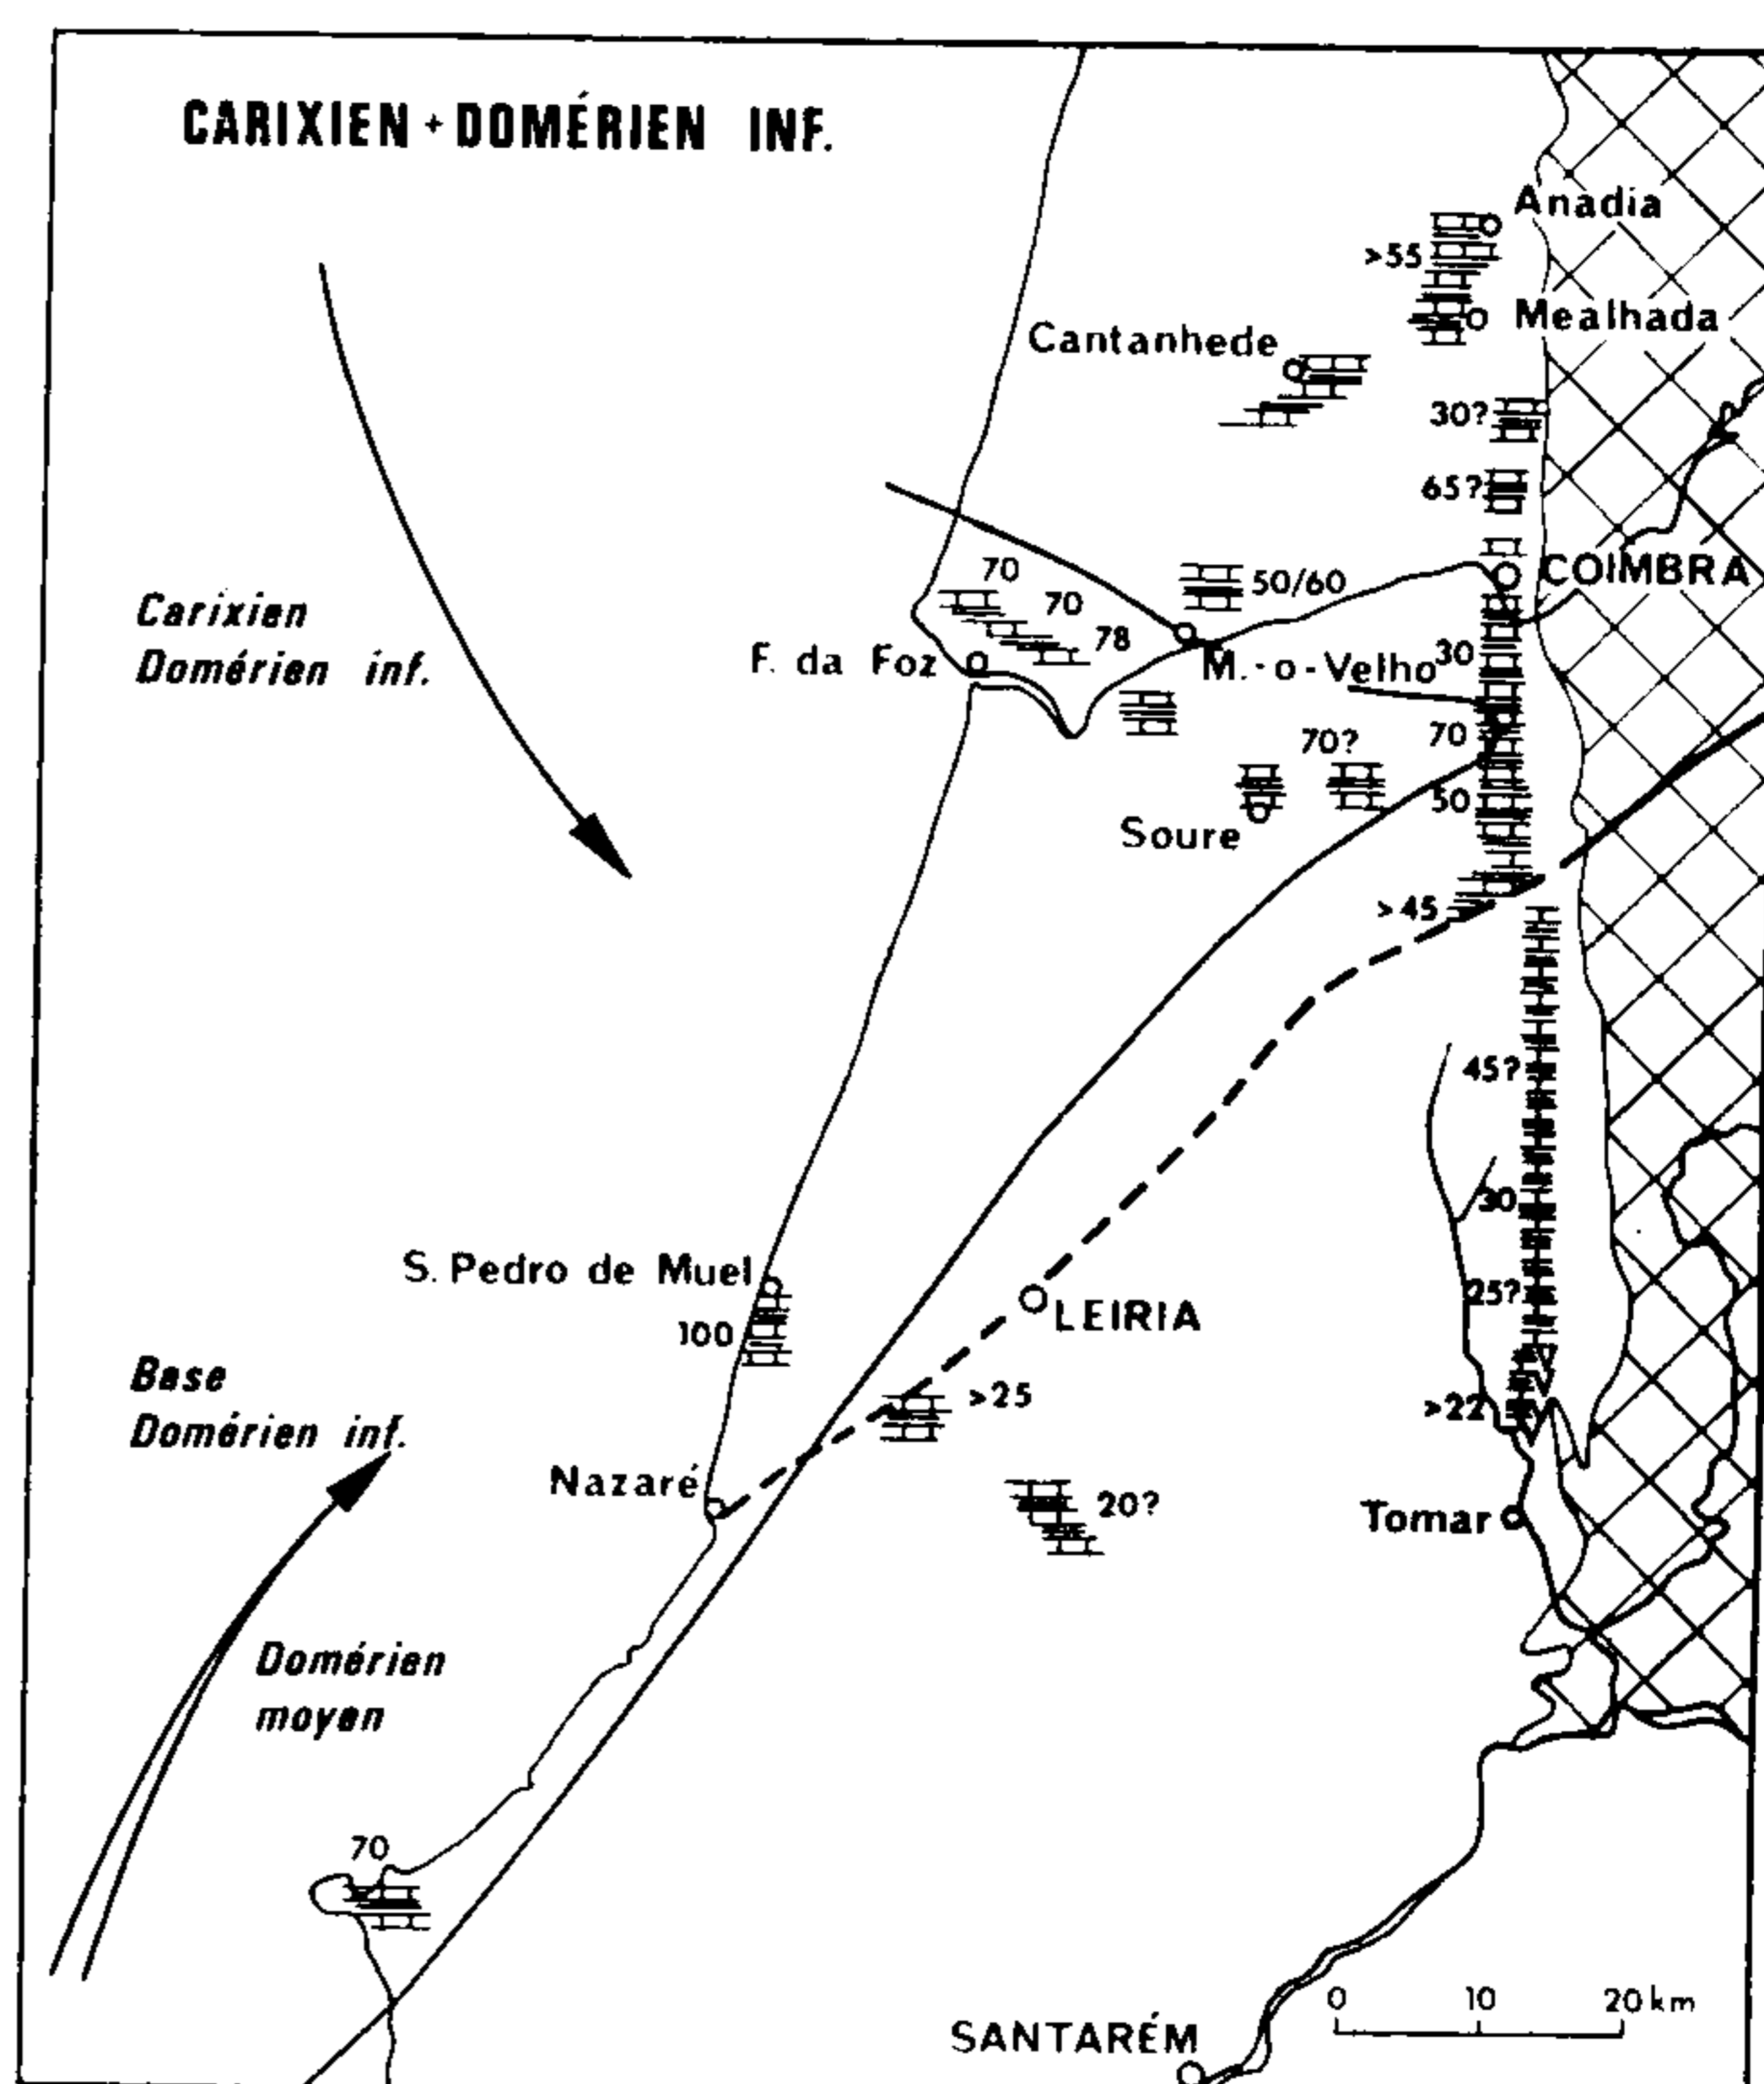 CARIXIEN + DOMÉRIEN INF.
Anadia
>55
Mealhada
Cantanhede
30?
65?
COIMBRA
70
50/60
70
78
F. da Foz
M.-o-Velho
30
Carixien
Domérien inf.
70
70?
50
Soure
>45
45?
30
S. Pedro de Muel
25?
LEIRIA
100
Base
Domérien inf.
>25
>22
Nazaré
20?
Tomar
Domérien
moyen
70
0 10 20 km
SANTARÉM